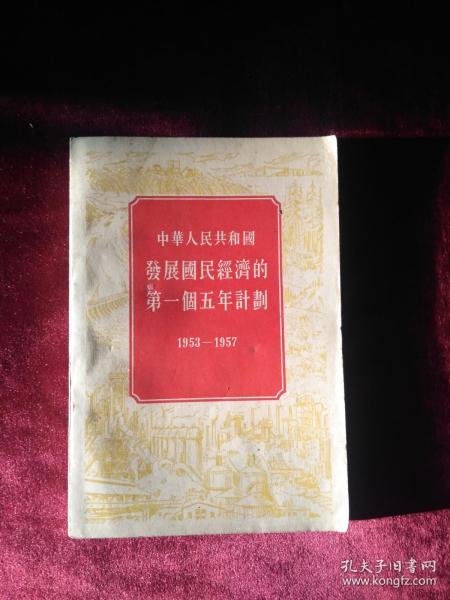 中華人民共和國
發展國民經濟的
第一個五年計劃
1953—1957
孔夫子旧書网
www.kongfz.com